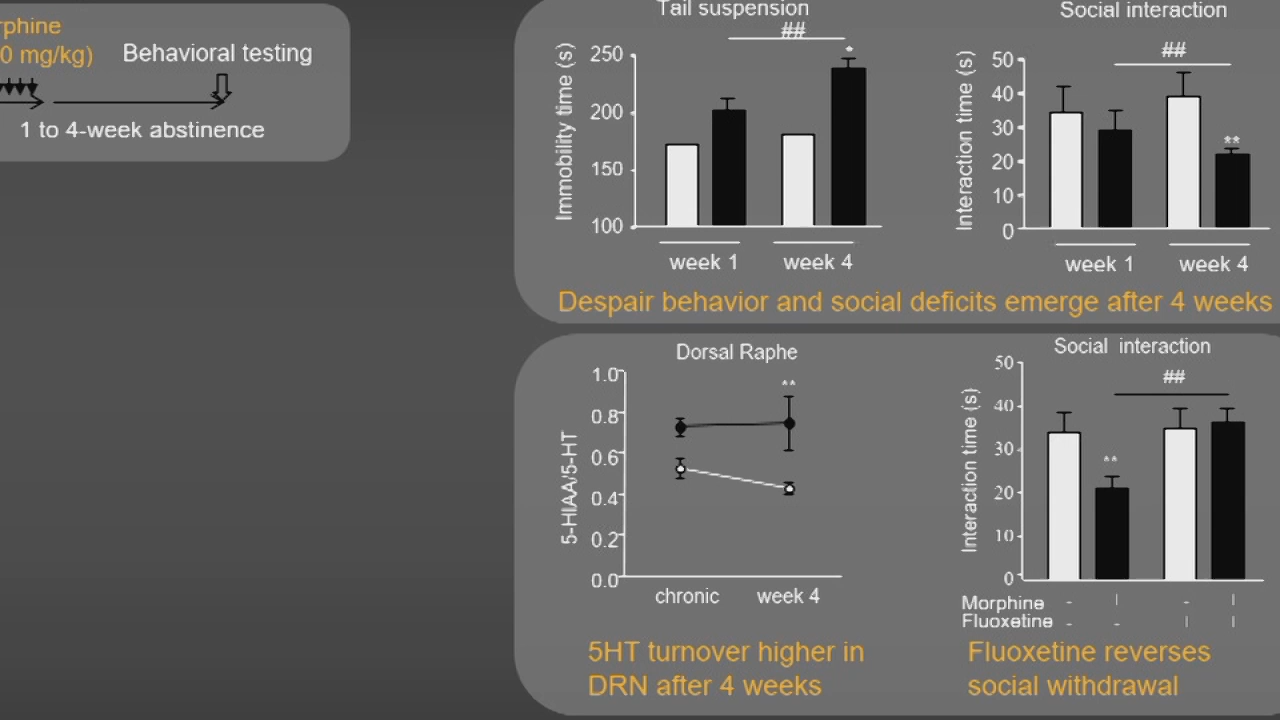 rphine
0 mg/kg)
Behavioral testing
1 to 4-week abstinence
Tail suspension
##
*
Immobility time (s)
250
200
150
100
week 1
week 4
Social interaction
##
**
Interaction time (s)
50
40
30
20
10
0
week 1
week 4
Despair behavior and social deficits emerge after 4 weeks
Dorsal Raphe
**
5-HIAA/5-HT
1.0
0.8
0.6
0.4
0.2
0.0
chronic
week 4
5HT turnover higher in
DRN after 4 weeks
Social interaction
##
**
Interaction time (s)
50
40
30
20
10
0
Morphine - | - |
Fluoxetine - - | |
Fluoxetine reverses
social withdrawal